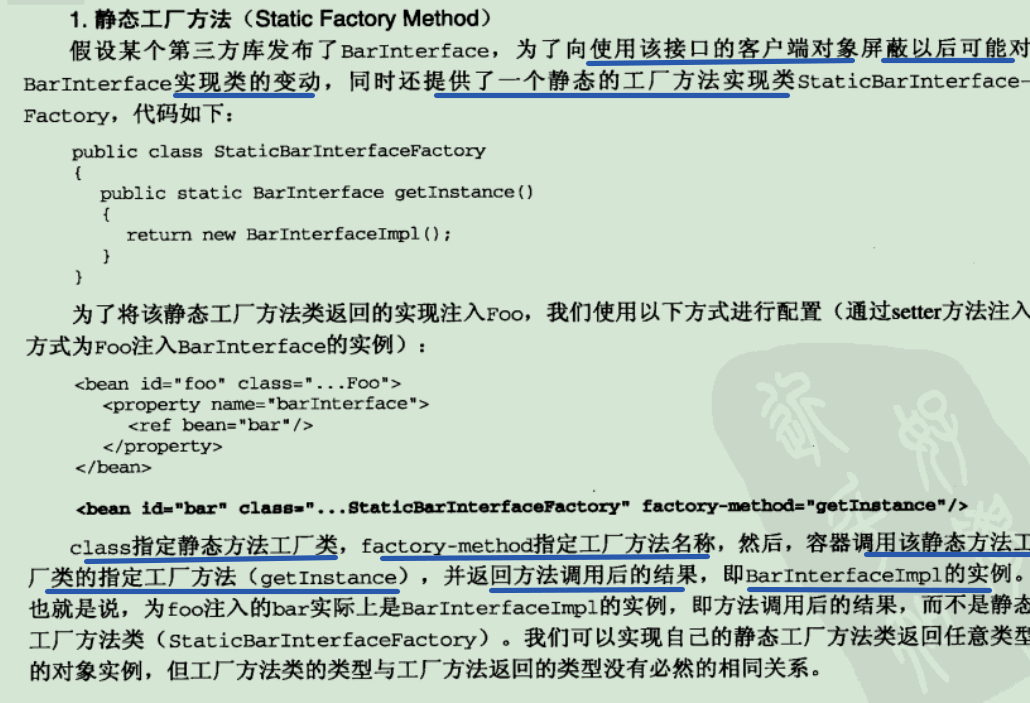 1. 静态工厂方法（Static Factory Method）
假设某个第三方库发布了BarInterface，为了向使用该接口的客户端对象屏蔽以后可能对
BarInterface实现类的变动，同时还提供了一个静态的工厂方法实现类StaticBarInterface-
Factory，代码如下：
public class StaticBarInterfaceFactory
{
public static BarInterface getInstance()
{
return new BarInterfaceImpl();
}
}
为了将该静态工厂方法类返回的实现注入Foo，我们使用以下方式进行配置（通过setter方法注入
方式为Foo注入BarInterface的实例）：
<bean id="foo" class="...Foo">
<property name="barInterface">
<ref bean="bar"/>
</property>
</bean>
<bean id="bar" class="...StaticBarInterfaceFactory" factory-method="getInstance"/>
class指定静态方法工厂类，factory-method指定工厂方法名称，然后，容器调用该静态方法工
厂类的指定工厂方法（getInstance），并返回方法调用后的结果，即BarInterfaceImpl的实例。
也就是说，为foo注入的bar实际上是BarInterfaceImpl的实例，即方法调用后的结果，而不是静态
工厂方法类（StaticBarInterfaceFactory）。我们可以实现自己的静态工厂方法类返回任意类型
的对象实例，但工厂方法类的类型与工厂方法返回的类型没有必然的相同关系。